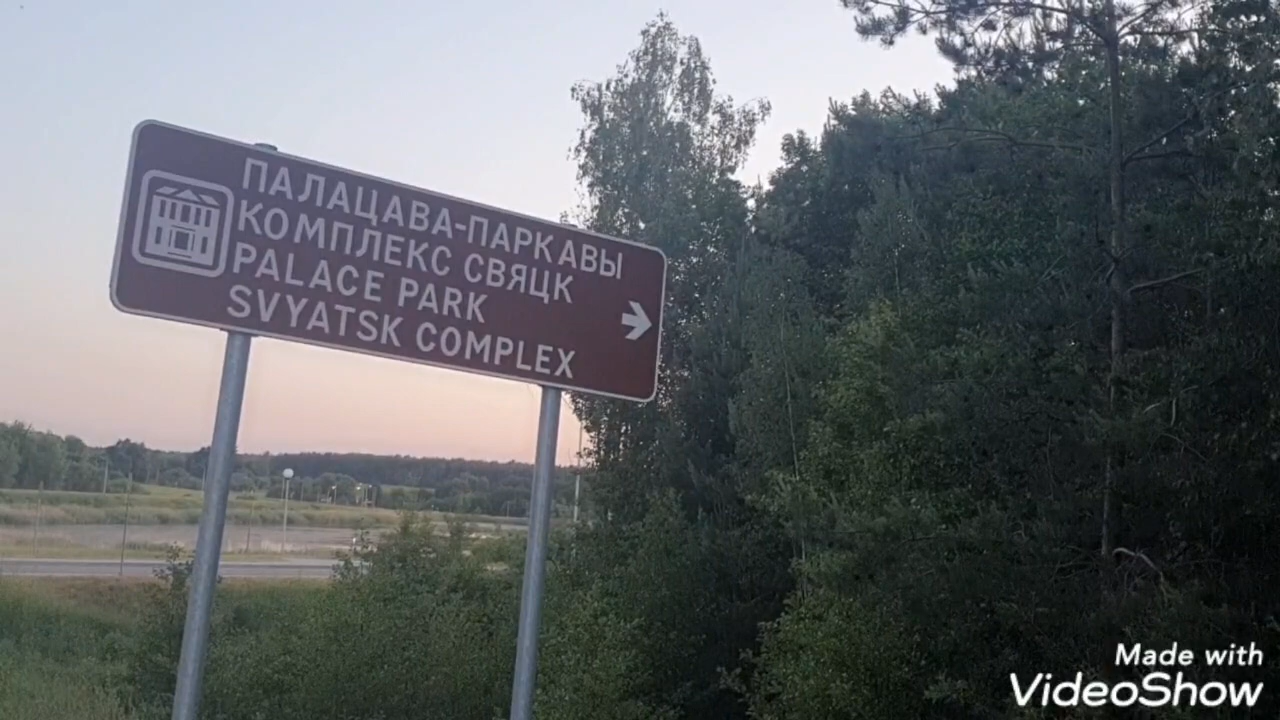 ПАЛАЦАВА-ПАРКАВЫ
КОМПЛЕКС СВЯЦК
PALACE PARK
SVYATSK COMPLEX
Made with
VideoShow